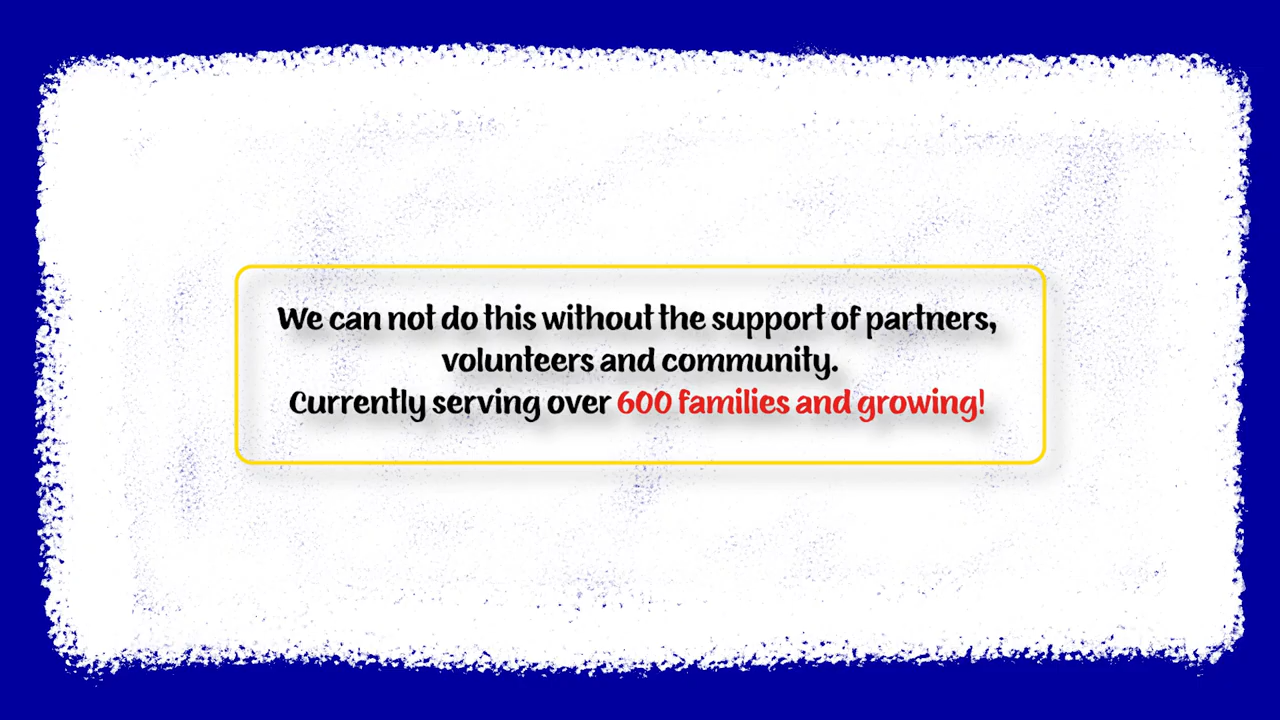 We can not do this without the support of partners,
volunteers and community.
Currently serving over 600 families and growing!